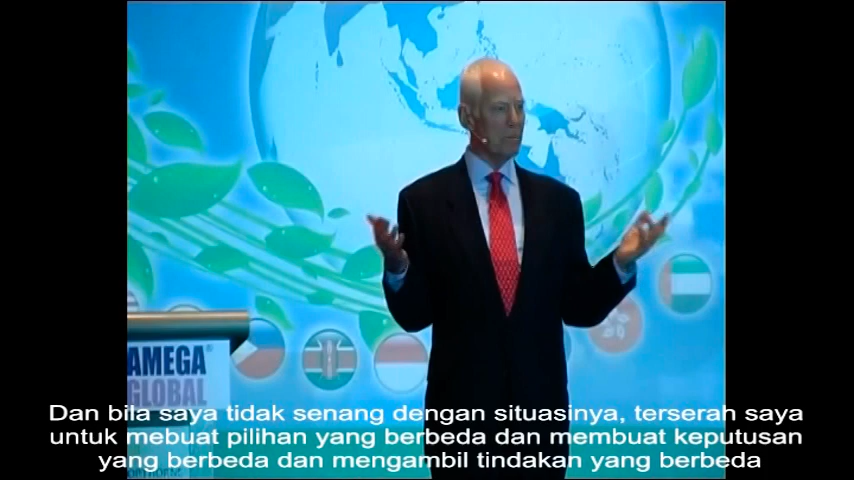 AMEGA®
GLOBAL
Dan bila saya tidak senang dengan situasinya, terserah saya
untuk mebuat pilihan yang berbeda dan membuat keputusan
yang berbeda dan mengambil tindakan yang berbeda